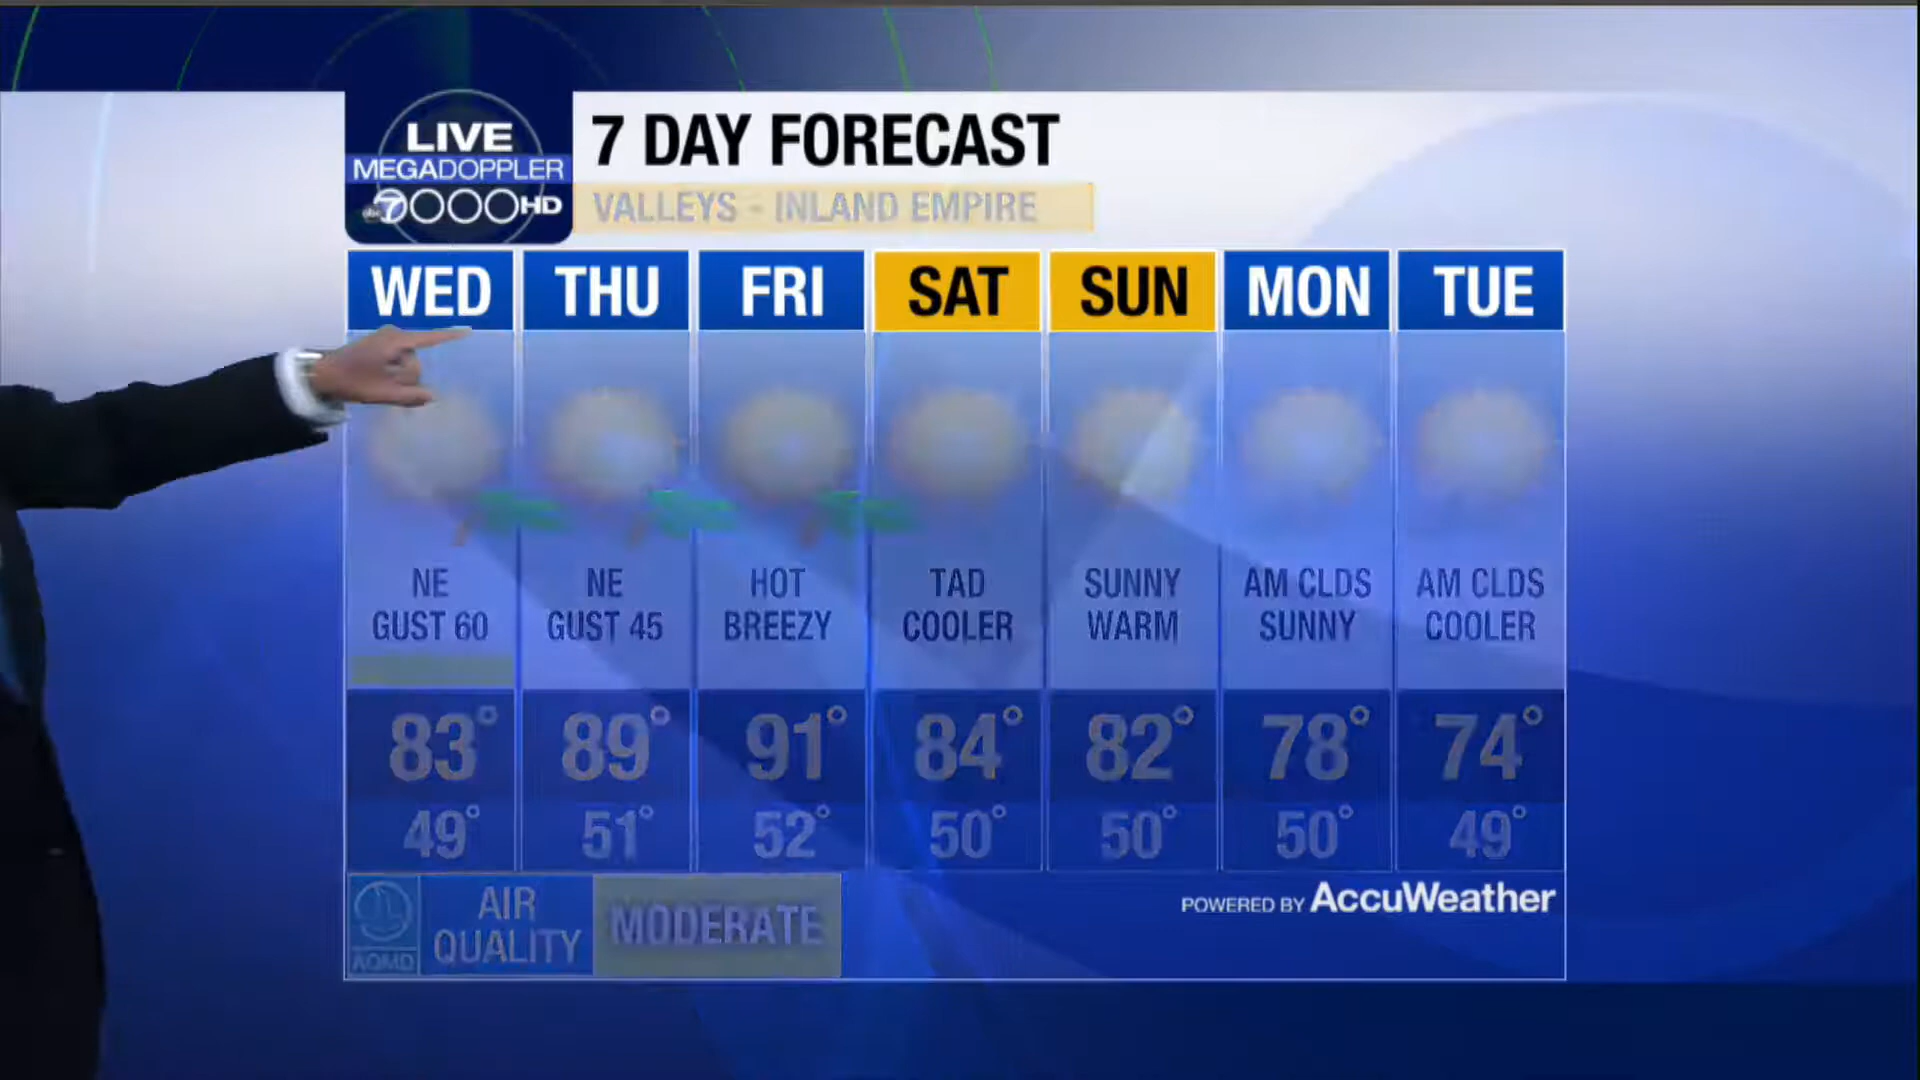 LIVE
MEGADOPPLER
abc 7000HD
7 DAY FORECAST
VALLEYS - INLAND EMPIRE
WED THU FRI SAT SUN MON TUE
NE NE HOT TAD SUNNY AM CLDS AM CLDS
GUST 60 GUST 45 BREEZY COOLER WARM SUNNY COOLER
83° 89° 91° 84° 82° 78° 74°
49° 51° 52° 50° 50° 50° 49°
AQMD
AIR
QUALITY
MODERATE
POWERED BY AccuWeather